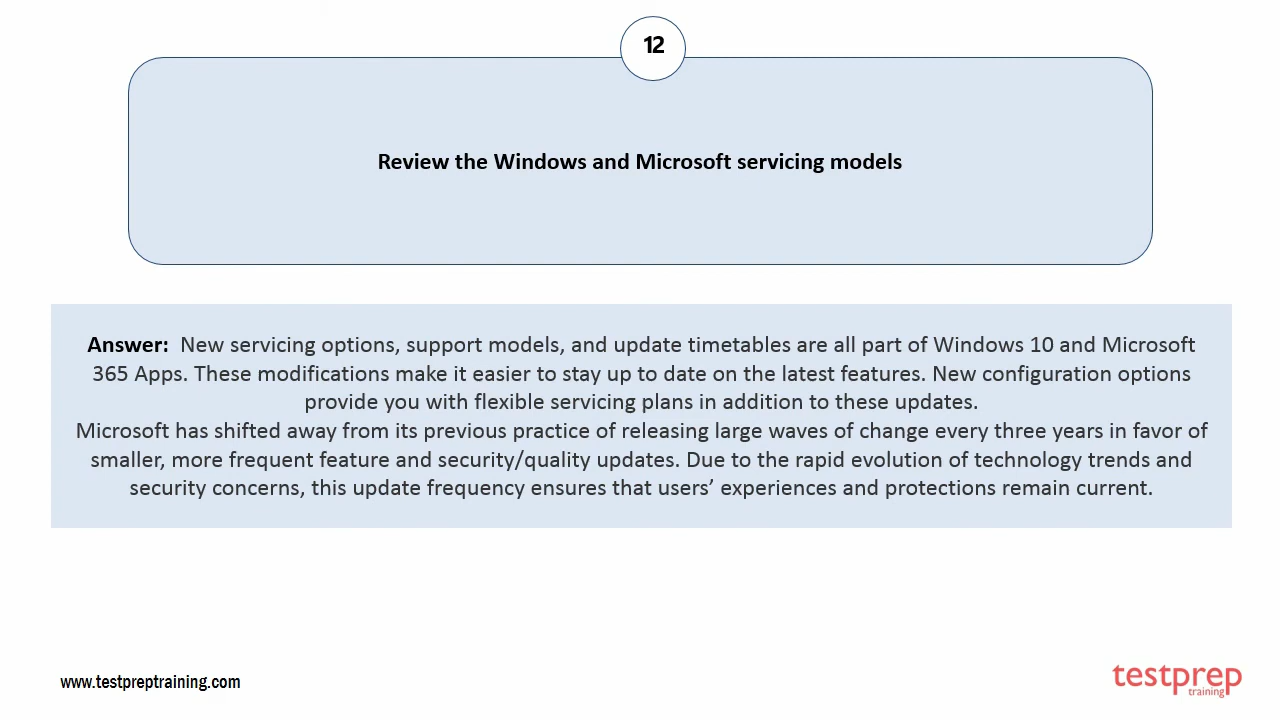 12
Review the Windows and Microsoft servicing models
Answer: New servicing options, support models, and update timetables are all part of Windows 10 and Microsoft
365 Apps. These modifications make it easier to stay up to date on the latest features. New configuration options
provide you with flexible servicing plans in addition to these updates.
Microsoft has shifted away from its previous practice of releasing large waves of change every three years in favor of
smaller, more frequent feature and security/quality updates. Due to the rapid evolution of technology trends and
security concerns, this update frequency ensures that users’ experiences and protections remain current.
www.testpreptraining.com
testprep
training